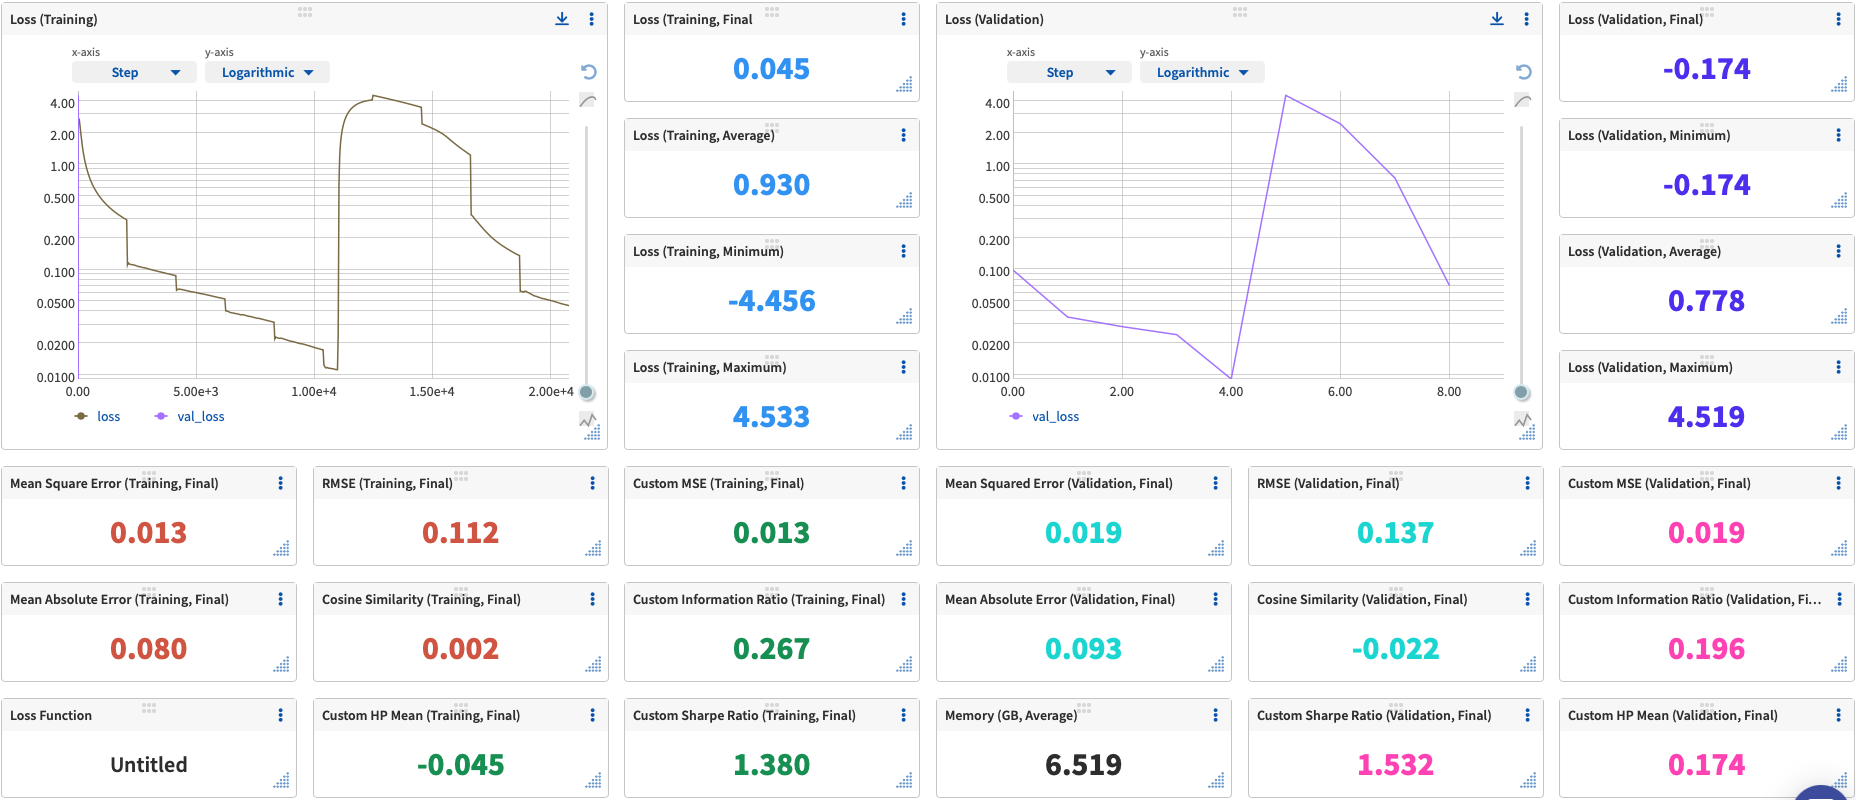 Loss (Training)
x-axis
y-axis
Step
Logarithmic
4.00
2.00
1.00
0.500
0.200
0.100
0.0500
0.0200
0.0100
0.00
5.00e+3
1.00e+4
1.50e+4
2.00e+4
loss
val_loss
Loss (Training, Final
0.045
Loss (Training, Average)
0.930
Loss (Training, Minimum)
-4.456
Loss (Training, Maximum)
4.533
Loss (Validation)
x-axis
y-axis
Step
Logarithmic
4.00
2.00
1.00
0.500
0.200
0.100
0.0500
0.0200
0.0100
0.00
2.00
4.00
6.00
8.00
val_loss
Loss (Validation, Final)
-0.174
Loss (Validation, Minimum)
-0.174
Loss (Validation, Average)
0.778
Loss (Validation, Maximum)
4.519
Mean Square Error (Training, Final)
0.013
RMSE (Training, Final)
0.112
Custom MSE (Training, Final)
0.013
Mean Squared Error (Validation, Final)
0.019
RMSE (Validation, Final)
0.137
Custom MSE (Validation, Final)
0.019
Mean Absolute Error (Training, Final)
0.080
Cosine Similarity (Training, Final)
0.002
Custom Information Ratio (Training, Final)
0.267
Mean Absolute Error (Validation, Final)
0.093
Cosine Similarity (Validation, Final)
-0.022
Custom Information Ratio (Validation, Fi...
0.196
Loss Function
Untitled
Custom HP Mean (Training, Final)
-0.045
Custom Sharpe Ratio (Training, Final)
1.380
Memory (GB, Average)
6.519
Custom Sharpe Ratio (Validation, Final)
1.532
Custom HP Mean (Validation, Final)
0.174